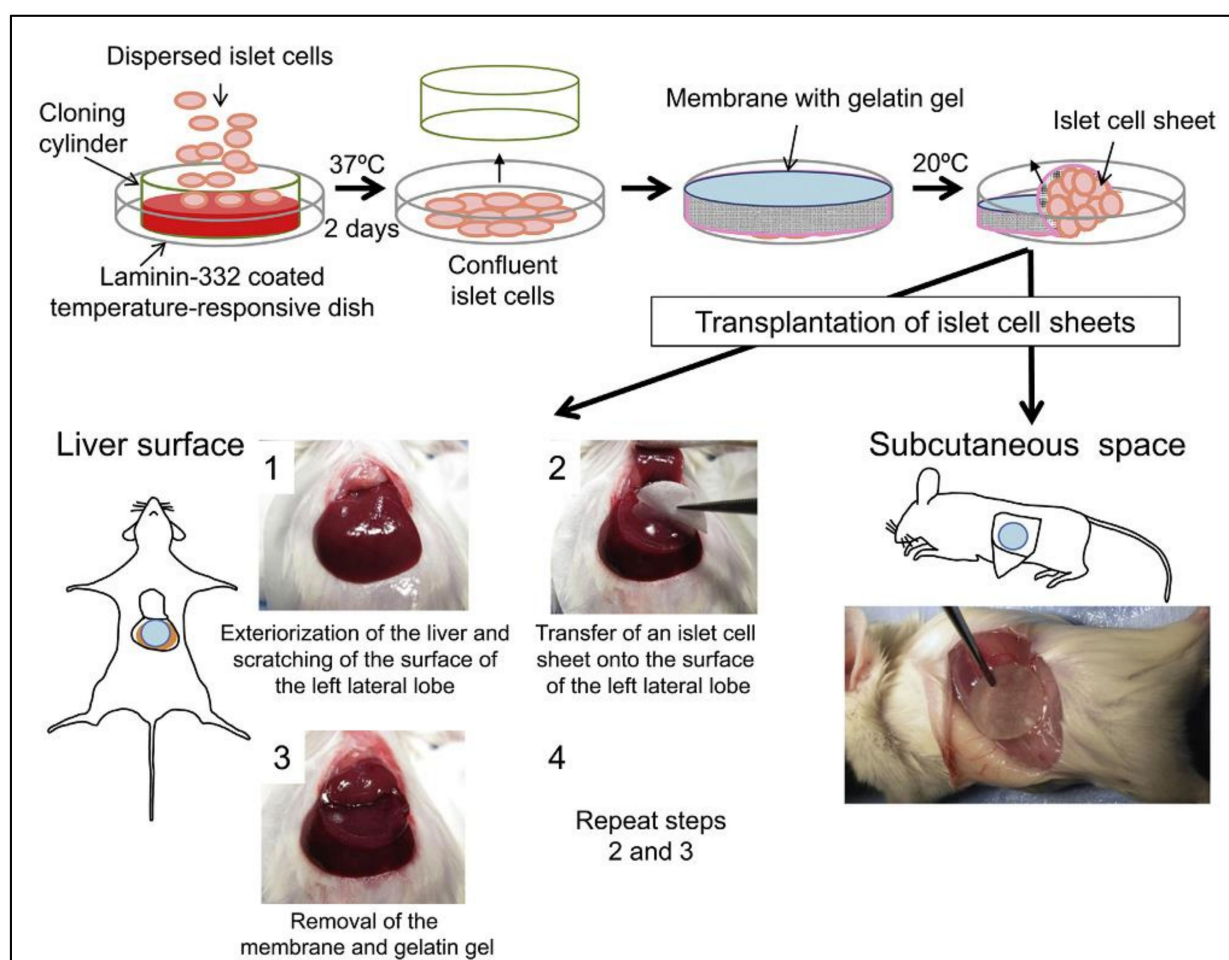 Dispersed islet cells
Cloning
cylinder
37ºC
2 days
Laminin-332 coated
temperature-responsive dish
Confluent
islet cells
Membrane with gelatin gel
20ºC
Islet cell sheet
Transplantation of islet cell sheets
Liver surface
1
Exteriorization of the liver and
scratching of the surface of
the left lateral lobe
2
Transfer of an islet cell
sheet onto the surface
of the left lateral lobe
3
Removal of the
membrane and gelatin gel
4
Repeat steps
2 and 3
Subcutaneous space